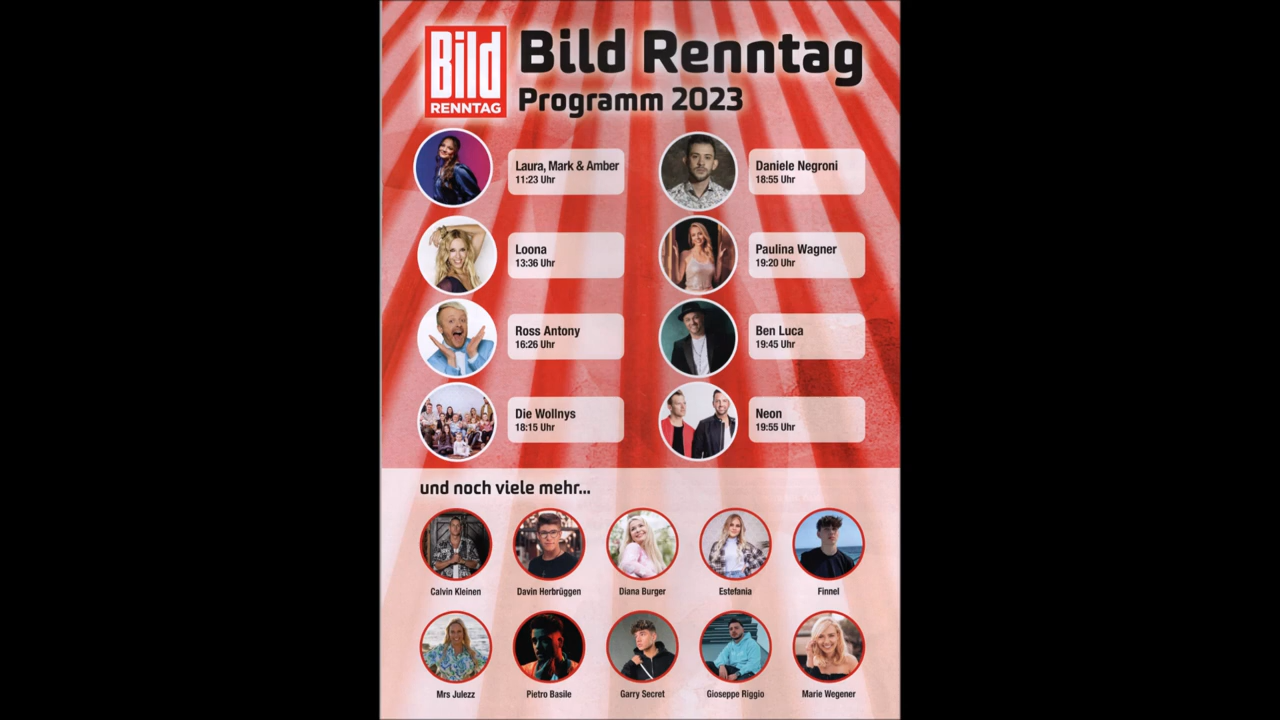 Bild
RENNTAG
Bild Renntag
Programm 2023
Laura, Mark & Amber
11:23 Uhr
Daniele Negroni
18:55 Uhr
Loona
13:36 Uhr
Paulina Wagner
19:20 Uhr
Ross Antony
16:26 Uhr
Ben Luca
19:45 Uhr
Die Wollnys
18:15 Uhr
Neon
19:55 Uhr
und noch viele mehr...
Calvin Kleinen
Davin Herbrüggen
Diana Burger
Estefania
Finnel
Mrs Julezz
Pietro Basile
Garry Secret
Gioseppe Riggio
Marie Wegener